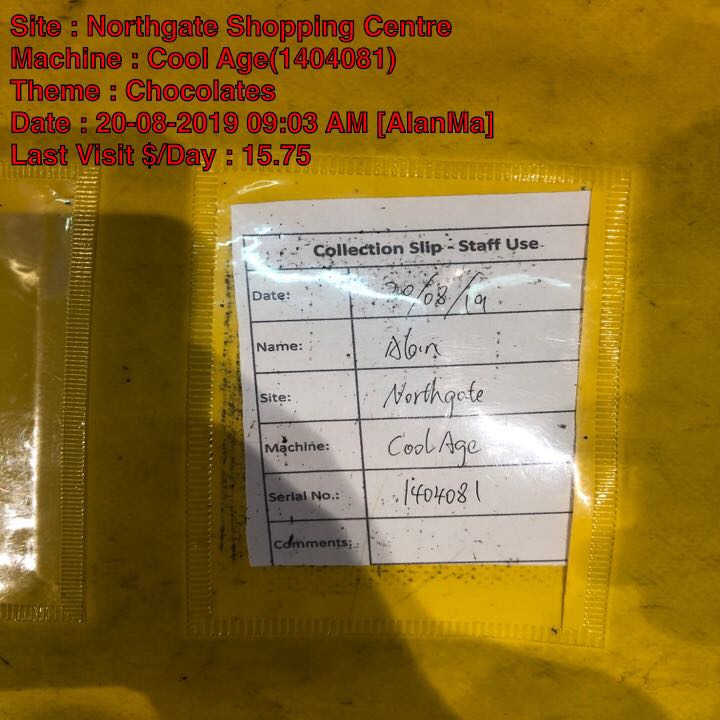 Site : Northgate Shopping Centre
Machine : Cool Age(1404081)
Theme : Chocolates
Date : 20-08-2019 09:03 AM [AlanMa]
Last Visit $/Day : 15.75
Collection Slip - Staff Use
Date: 20/08/19
Name: Alan
Site: Northgate
Machine: Cool Age
Serial No.: 1404081
Comments: